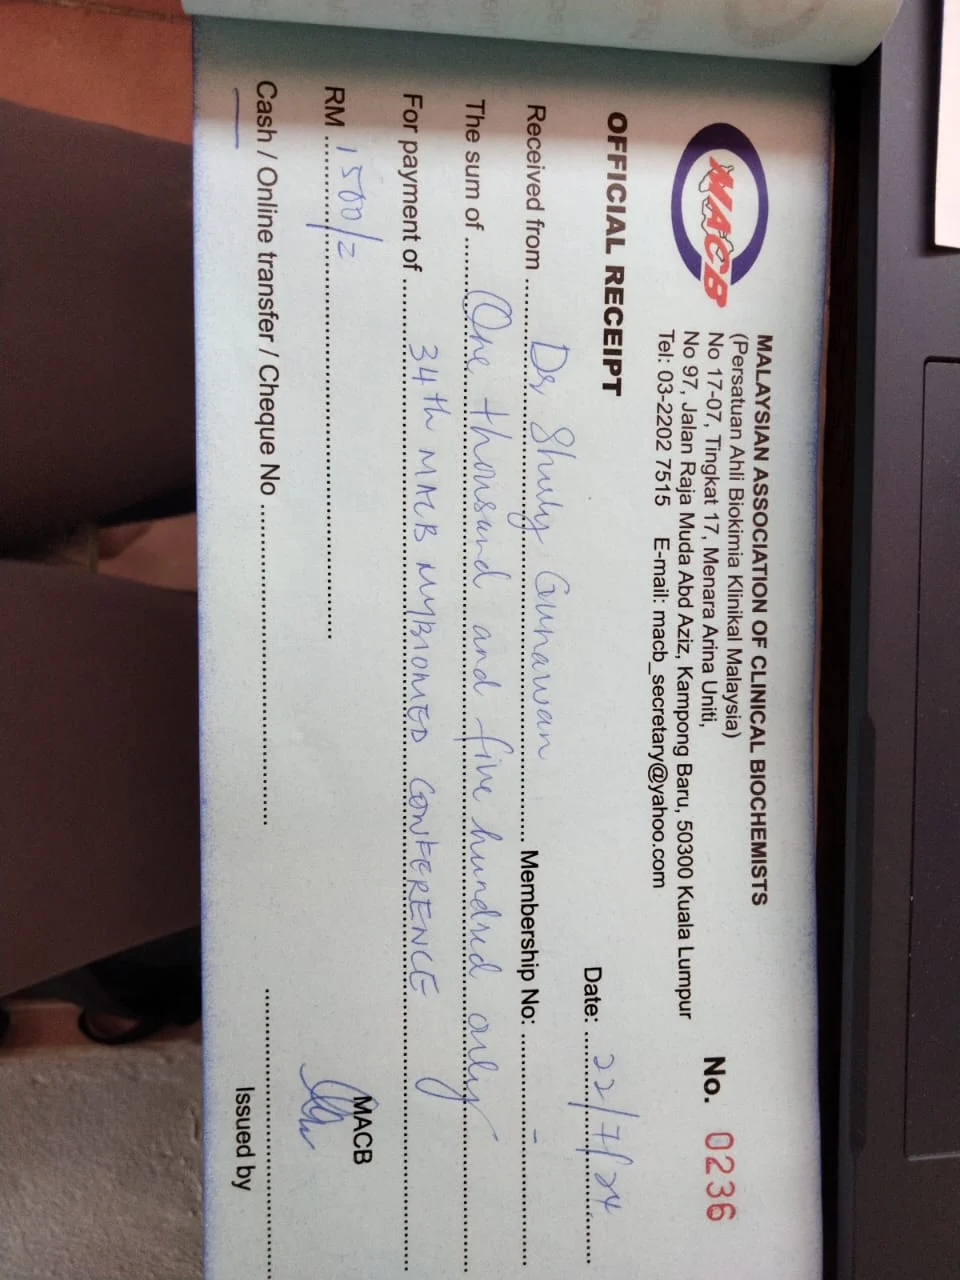 MACB
MALAYSIAN ASSOCIATION OF CLINICAL BIOCHEMISTS
(Persatuan Ahli Biokimia Klinikal Malaysia)
No 17-07, Tingkat 17, Menara Arina Uniti,
No 97, Jalan Raja Muda Abd Aziz, Kampong Baru, 50300 Kuala Lumpur
Tel: 03-2202 7515 E-mail: macb_secretary@yahoo.com
No. 0236
OFFICIAL RECEIPT
Date: 22/7/24
Received from Dr Shuly Gunawan Membership No: -
The sum of One thousand and five hundred only
For payment of 34th MACB MyBIOMED CONFERENCE
RM 1500/=
MACB
Cash / Online transfer / Cheque No
Issued by